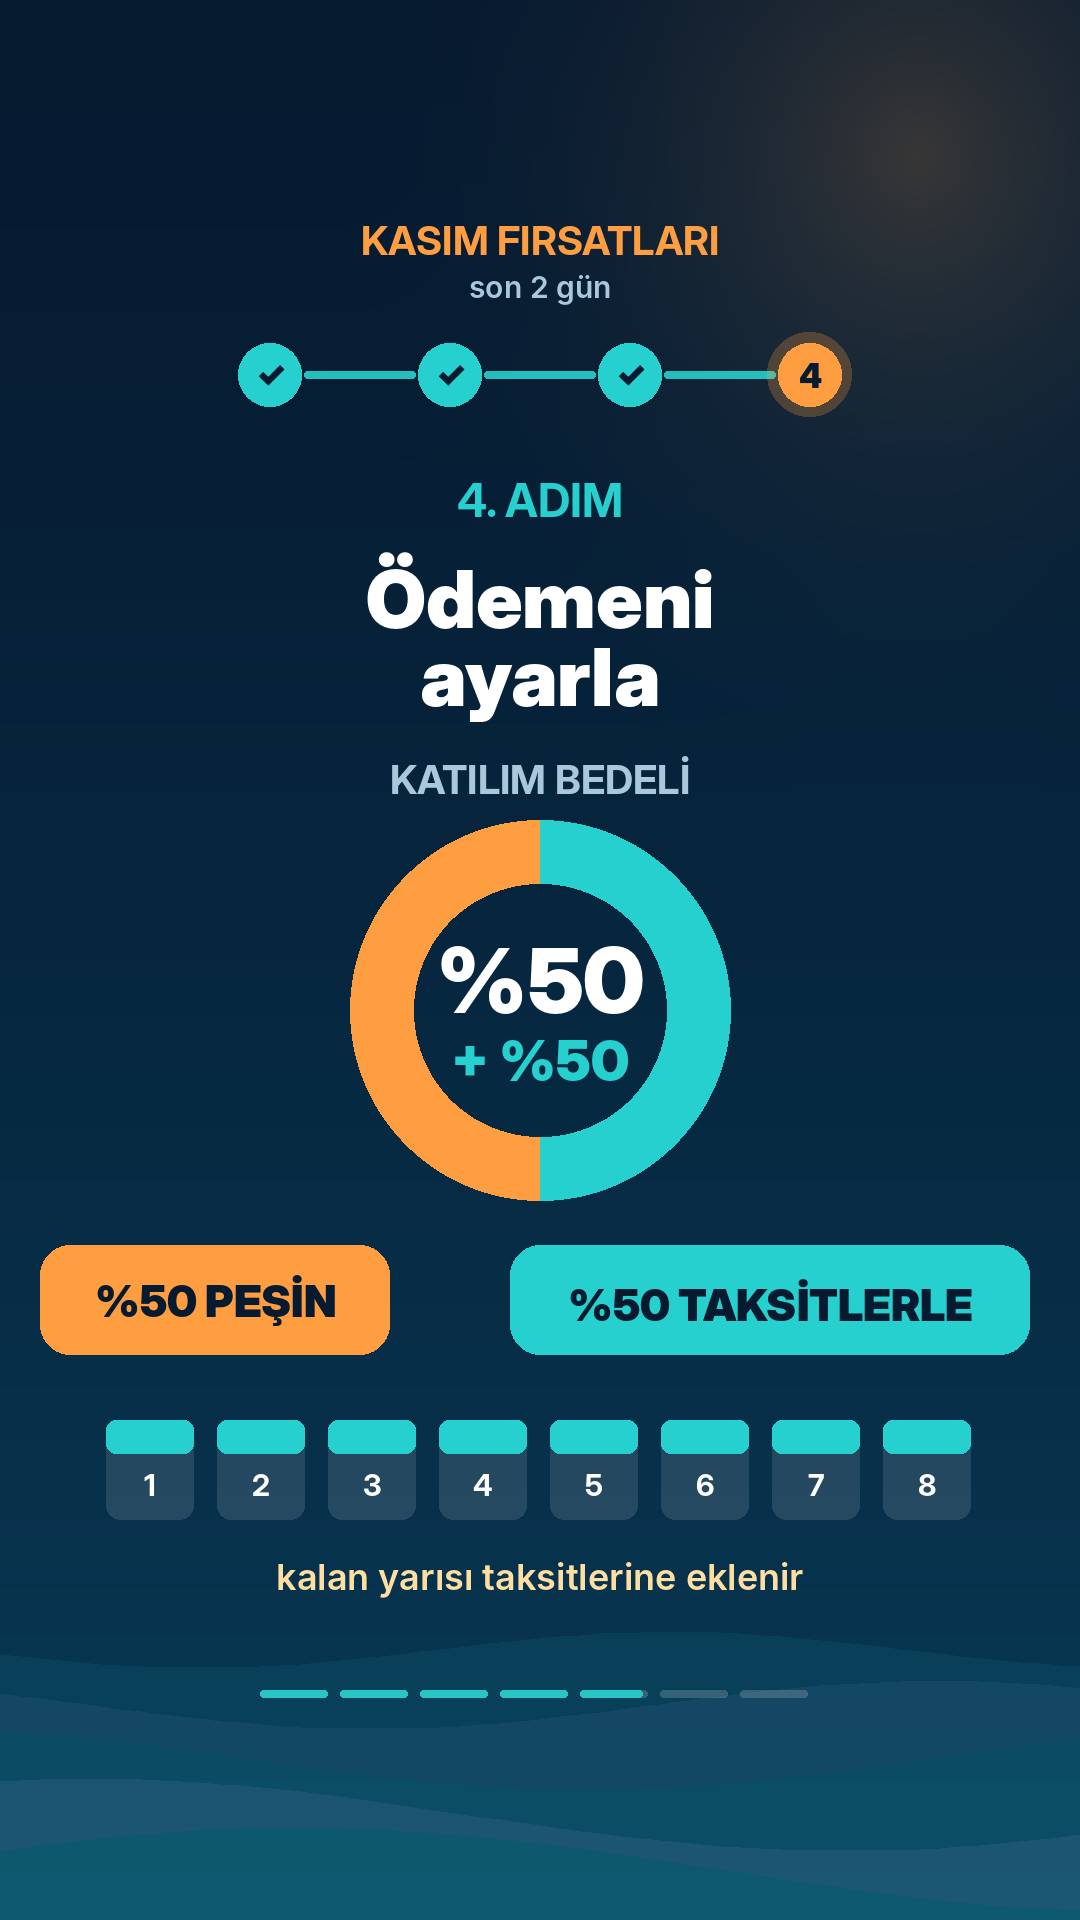 KASIM FIRSATLARI
son 2 gün
4
4. ADIM
Ödemeni
ayarla
KATILIM BEDELİ
%50
+ %50
%50 PEŞİN
%50 TAKSİTLERLE
1 2 3 4 5 6 7 8
kalan yarısı taksitlerine eklenir